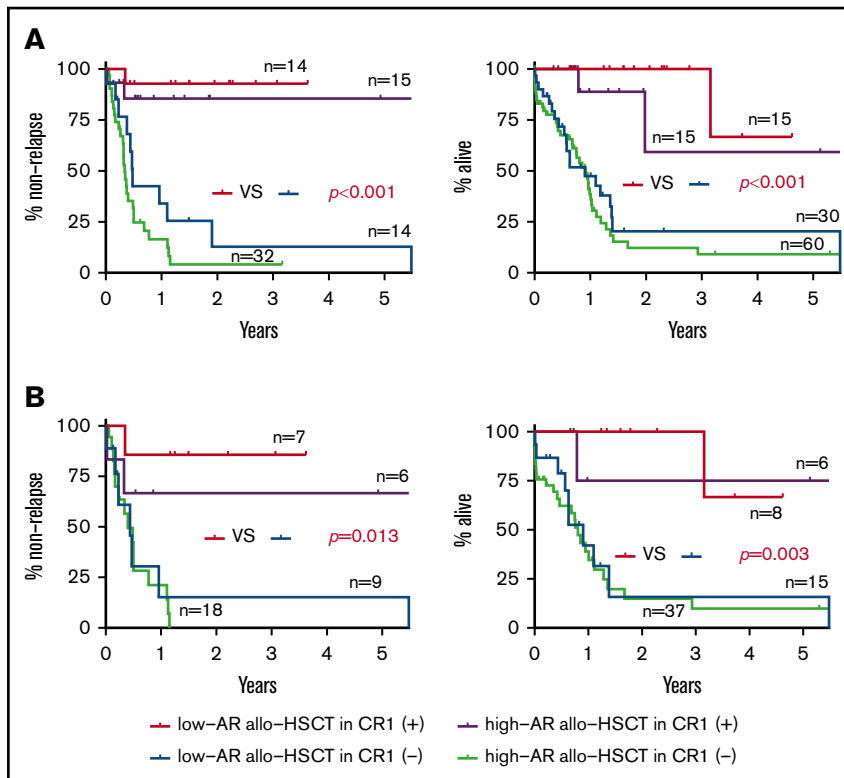 A
% non-relapse
100
75
50
25
0
n=14
n=15
VS
p<0.001
n=14
n=32
0 1 2 3 4 5
Years
% alive
100
75
50
25
0
n=15
n=15
VS
p<0.001
n=30
n=60
0 1 2 3 4 5
Years
B
% non-relapse
100
75
50
25
0
n=7
n=6
VS
p=0.013
n=9
n=18
0 1 2 3 4 5
Years
% alive
100
75
50
25
0
n=6
n=8
VS
p=0.003
n=15
n=37
0 1 2 3 4 5
Years
low-AR allo-HSCT in CR1 (+) high-AR allo-HSCT in CR1 (+)
low-AR allo-HSCT in CR1 (-) high-AR allo-HSCT in CR1 (-)